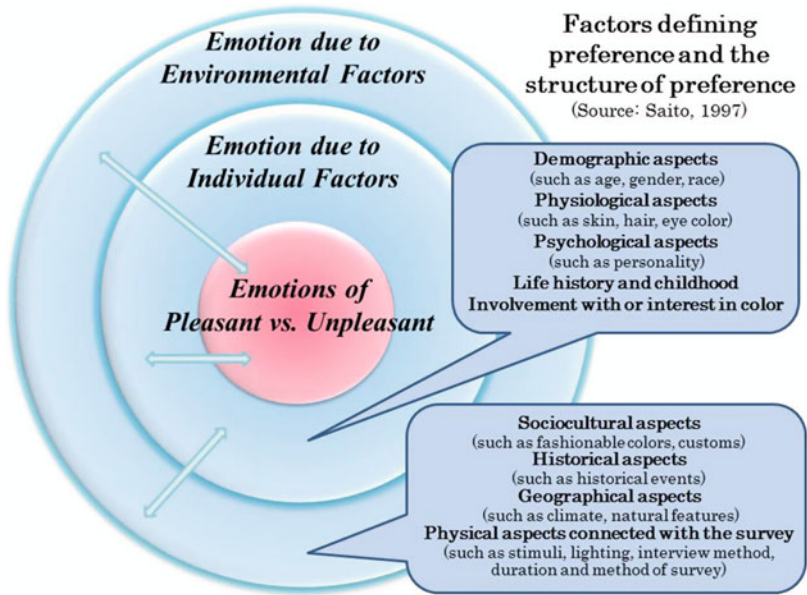 Factors defining
preference and the
structure of preference
(Source: Saito, 1997)
Emotion due to
Environmental Factors
Emotion due to
Individual Factors
Emotions of
Pleasant vs. Unpleasant
Demographic aspects
(such as age, gender, race)
Physiological aspects
(such as skin, hair, eye color)
Psychological aspects
(such as personality)
Life history and childhood
Involvement with or interest in color
Sociocultural aspects
(such as fashionable colors, customs)
Historical aspects
(such as historical events)
Geographical aspects
(such as climate, natural features)
Physical aspects connected with the survey
(such as stimuli, lighting, interview method,
duration and method of survey)